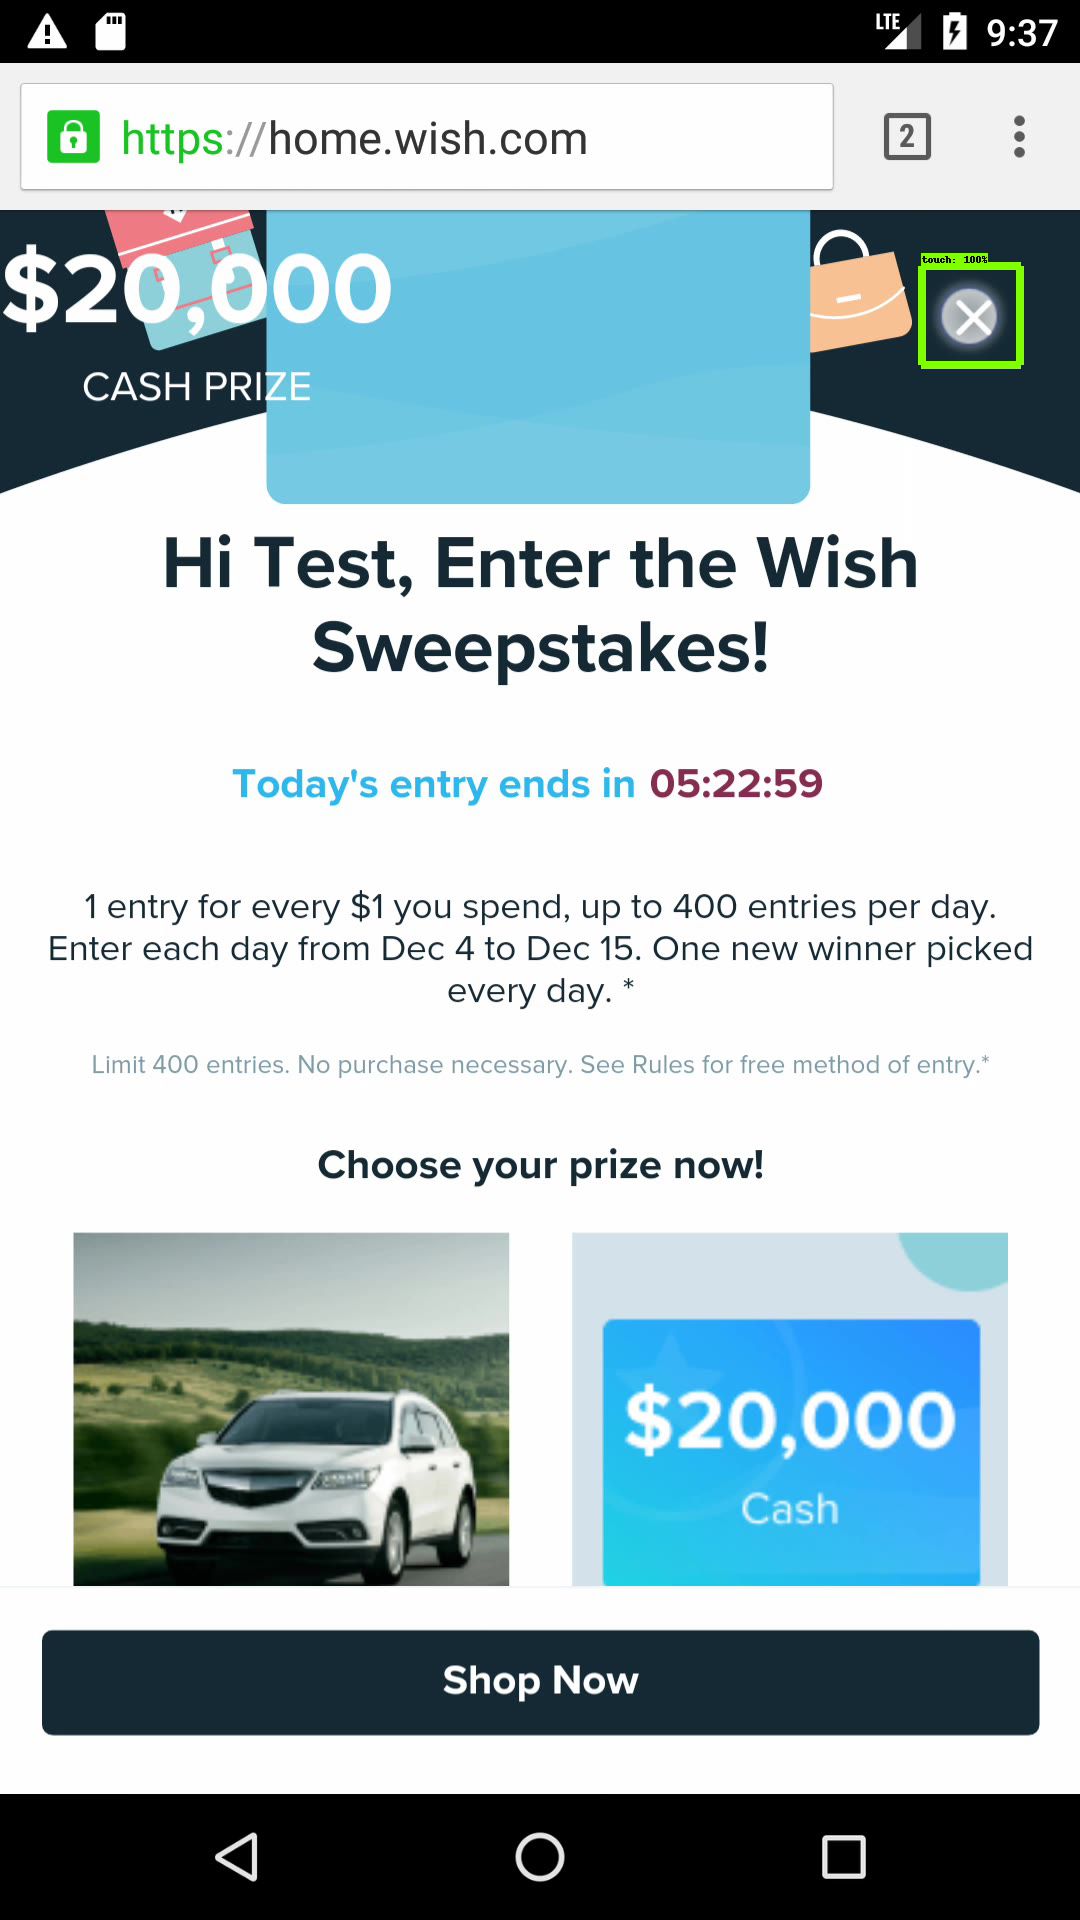 LTE 9:37
https://home.wish.com
2
touch: 100%
$20,000
CASH PRIZE
Hi Test, Enter the Wish
Sweepstakes!
Today's entry ends in 05:22:59
1 entry for every $1 you spend, up to 400 entries per day.
Enter each day from Dec 4 to Dec 15. One new winner picked
every day. *
Limit 400 entries. No purchase necessary. See Rules for free method of entry.*
Choose your prize now!
$20,000
Cash
Shop Now